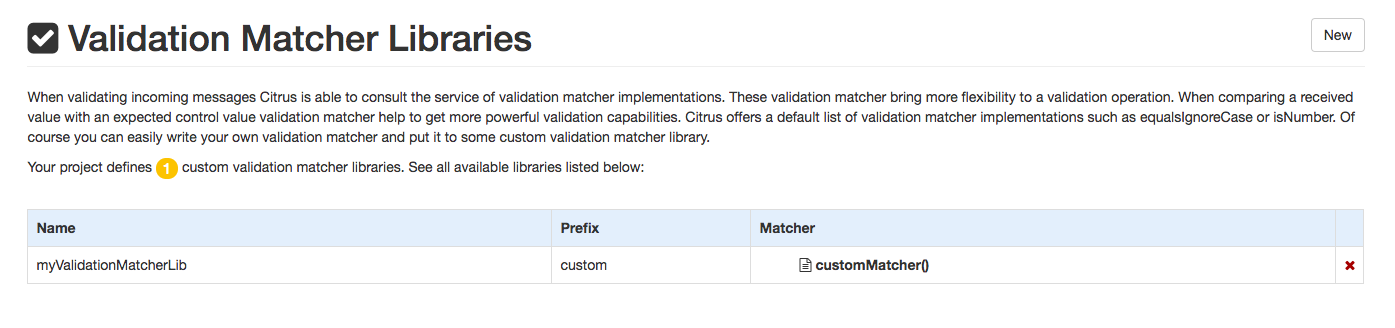 Validation Matcher Libraries
New
When validating incoming messages Citrus is able to consult the service of validation matcher implementations. These validation matcher bring more flexibility to a validation operation. When comparing a received
value with an expected control value validation matcher help to get more powerful validation capabilities. Citrus offers a default list of validation matcher implementations such as equalsIgnoreCase or isNumber. Of
course you can easily write your own validation matcher and put it to some custom validation matcher library.
Your project defines 1 custom validation matcher libraries. See all available libraries listed below:
Name Prefix Matcher
myValidationMatcherLib custom customMatcher()